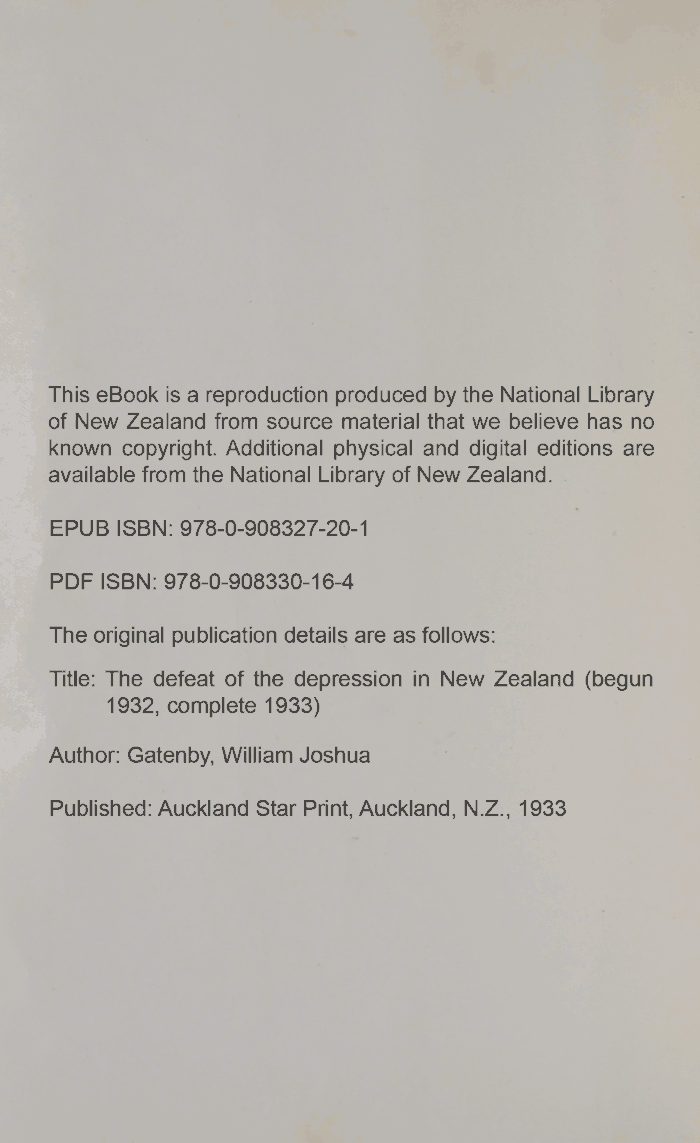 This eBook is a reproduction produced by the National Library
of New Zealand from source material that we believe has no
known copyright. Additional physical and digital editions are
available from the National Library of New Zealand.
EPUB ISBN: 978-0-908327-20-1
PDF ISBN: 978-0-908330-16-4
The original publication details are as follows:
Title: The defeat of the depression in New Zealand (begun
1932, complete 1933)
Author: Gatenby, William Joshua
Published: Auckland Star Print, Auckland, N.Z., 1933